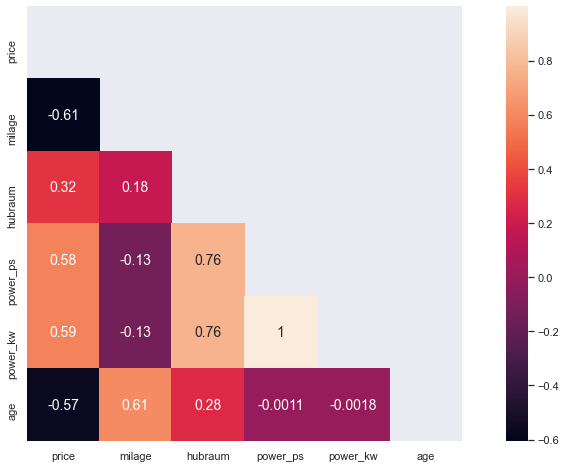 price
milage
-0.61
hubraum
0.32 0.18
power_ps
0.58 -0.13 0.76
power_kw
0.59 -0.13 0.76 1
age
-0.57 0.61 0.28 -0.0011 -0.0018
price milage hubraum power_ps power_kw age
0.8
0.6
0.4
0.2
0.0
-0.2
-0.4
-0.6